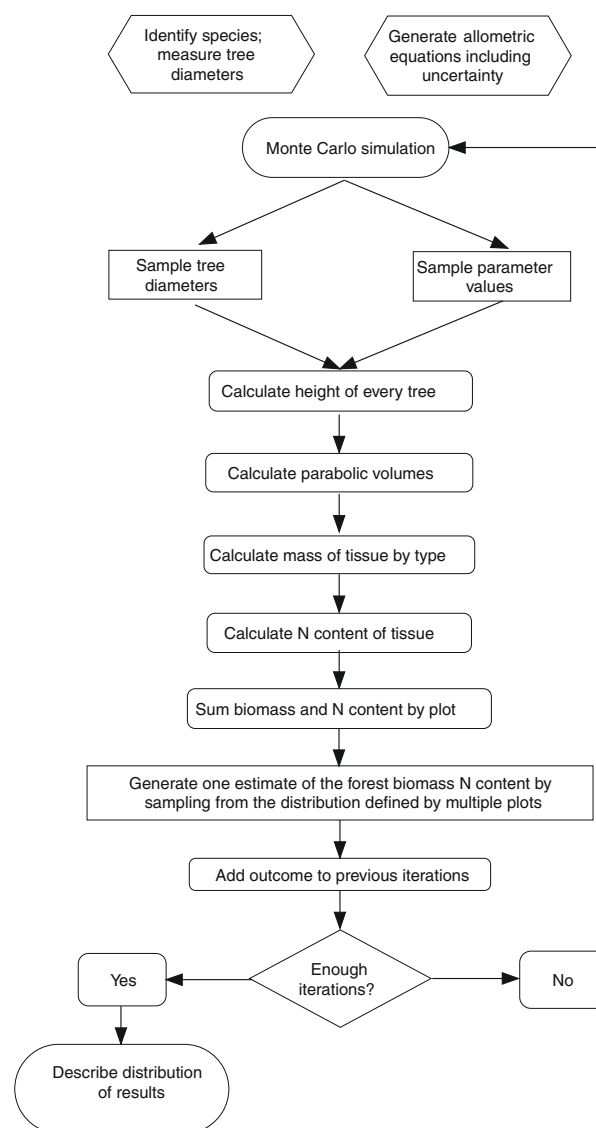 Identify species;
measure tree
diameters
Generate allometric
equations including
uncertainty
Monte Carlo simulation
Sample tree
diameters
Sample parameter
values
Calculate height of every tree
Calculate parabolic volumes
Calculate mass of tissue by type
Calculate N content of tissue
Sum biomass and N content by plot
Generate one estimate of the forest biomass N content by
sampling from the distribution defined by multiple plots
Add outcome to previous iterations
Enough
iterations?
Yes
No
Describe distribution
of results